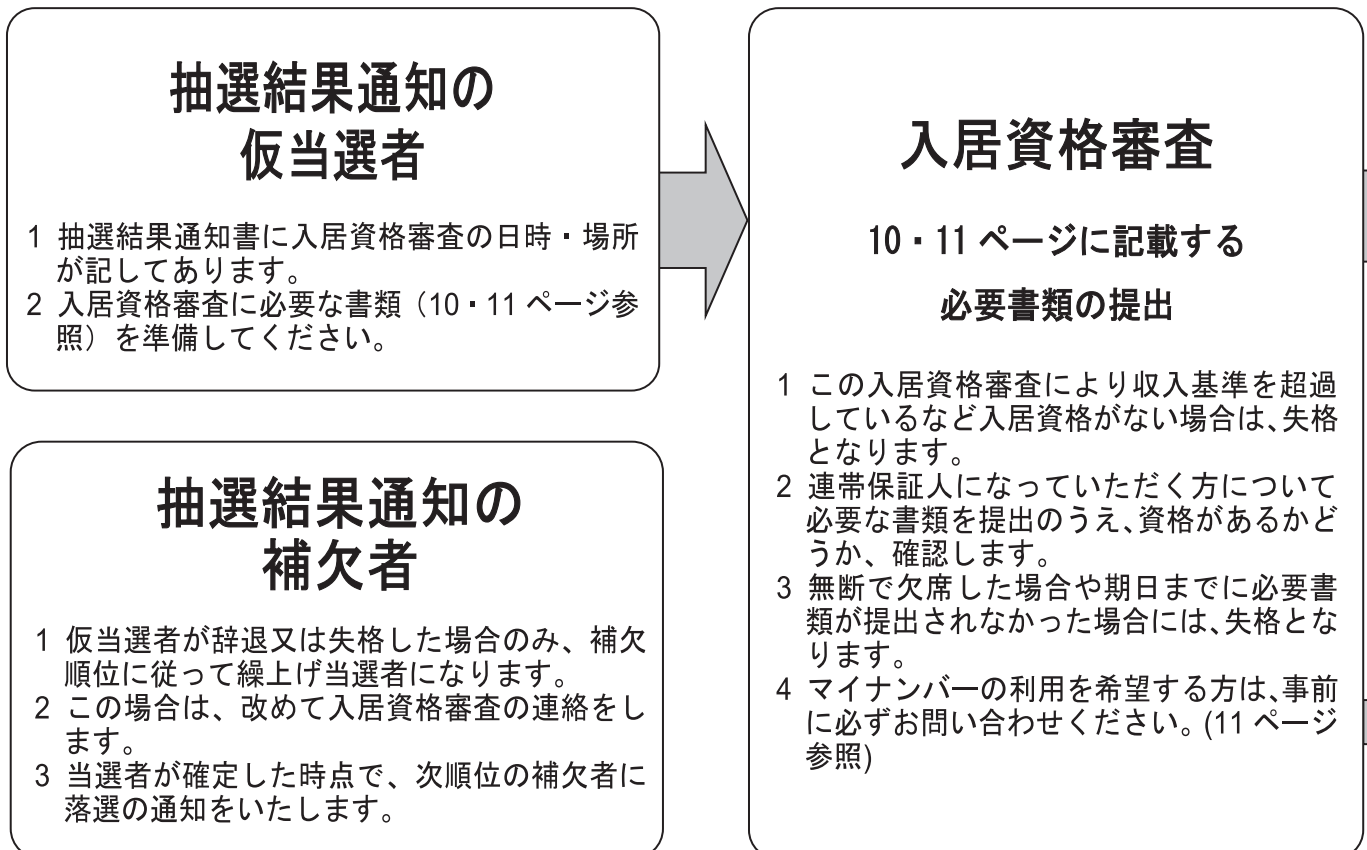 抽選結果通知の
仮当選者
1 抽選結果通知書に入居資格審査の日時・場所
が記してあります。
2 入居資格審査に必要な書類（10・11 ページ参
照）を準備してください。
抽選結果通知の
補欠者
1 仮当選者が辞退又は失格した場合のみ、補欠
順位に従って繰上げ当選者になります。
2 この場合は、改めて入居資格審査の連絡をし
ます。
3 当選者が確定した時点で、次順位の補欠者に
落選の通知をいたします。
入居資格審査
10・11 ページに記載する
必要書類の提出
1 この入居資格審査により収入基準を超過
しているなど入居資格がない場合は、失格
となります。
2 連帯保証人になっていただく方について
必要な書類を提出のうえ、資格があるかど
うか、確認します。
3 無断で欠席した場合や期日までに必要書
類が提出されなかった場合には、失格とな
ります。
4 マイナンバーの利用を希望する方は、事前
に必ずお問い合わせください。(11 ページ
参照)